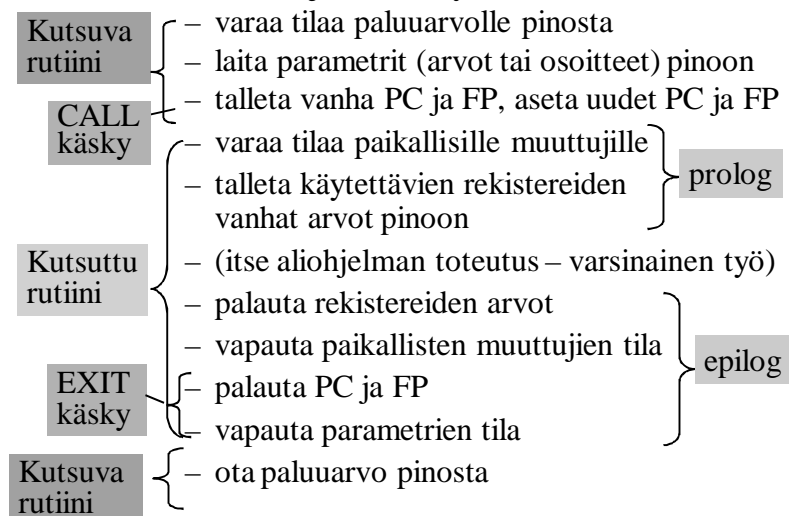 Kutsuva
rutiini
– varaa tilaa paluuarvolle pinosta
– laita parametrit (arvot tai osoitteet) pinoon
– talleta vanha PC ja FP, aseta uudet PC ja FP
CALL
käsky
– varaa tilaa paikallisille muuttujille
– talleta käytettävien rekistereiden
vanhat arvot pinoon
prolog
Kutsuttu
rutiini
– (itse aliohjelman toteutus – varsinainen työ)
– palauta rekistereiden arvot
– vapauta paikallisten muuttujien tila
epilog
EXIT
käsky
– palauta PC ja FP
– vapauta parametrien tila
Kutsuva
rutiini
– ota paluuarvo pinosta